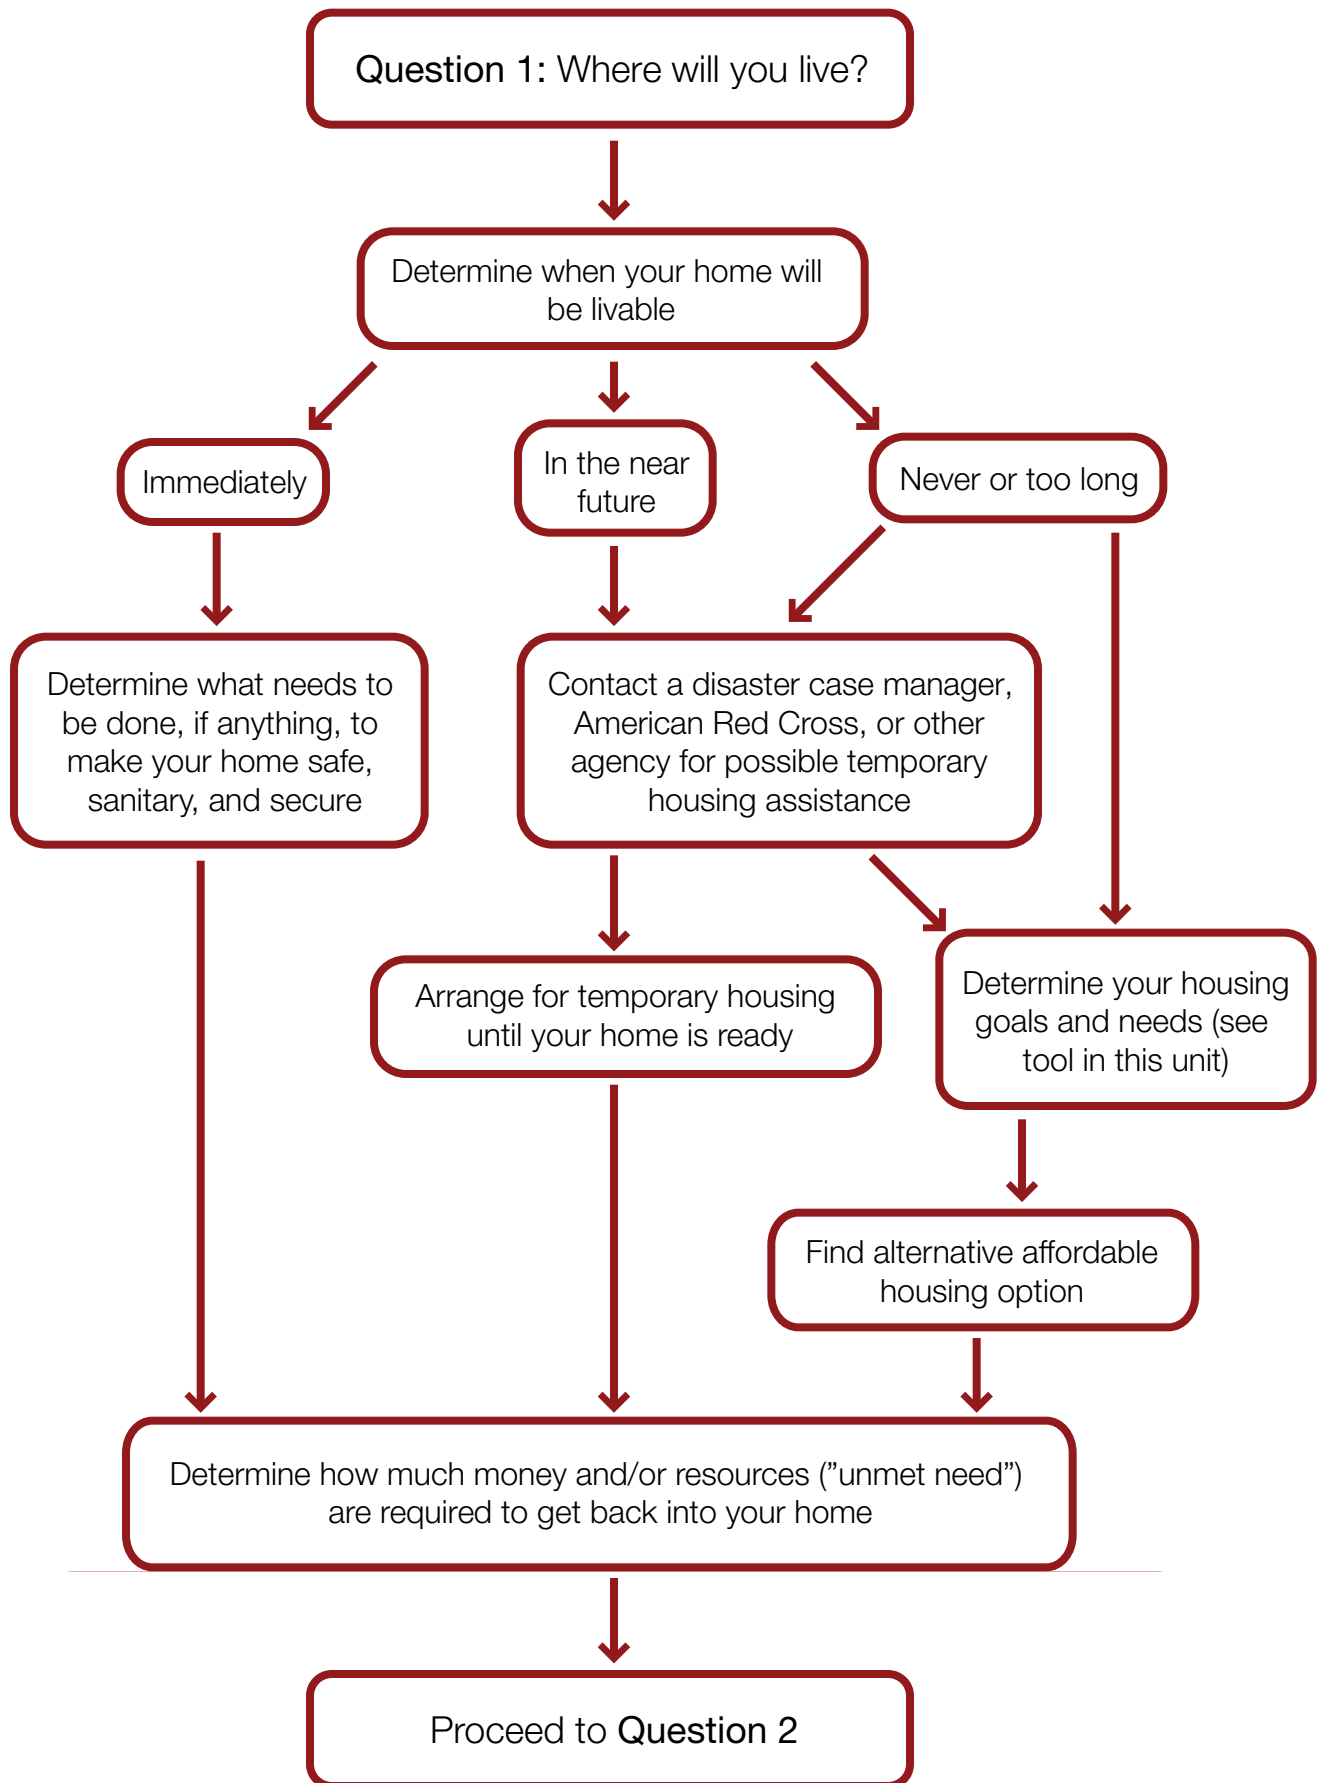 Question 1: Where will you live?
Determine when your home will
be livable
Immediately
In the near
future
Never or too long
Determine what needs to
be done, if anything, to
make your home safe,
sanitary, and secure
Contact a disaster case manager,
American Red Cross, or other
agency for possible temporary
housing assistance
Arrange for temporary housing
until your home is ready
Determine your housing
goals and needs (see
tool in this unit)
Find alternative affordable
housing option
Determine how much money and/or resources (”unmet need”)
are required to get back into your home
Proceed to Question 2